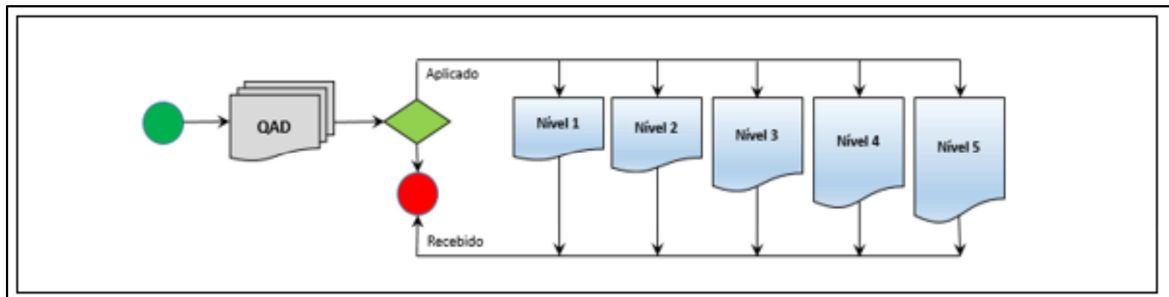 Aplicado
QAD
Nível 1
Nível 2
Nível 3
Nível 4
Nível 5
Recebido